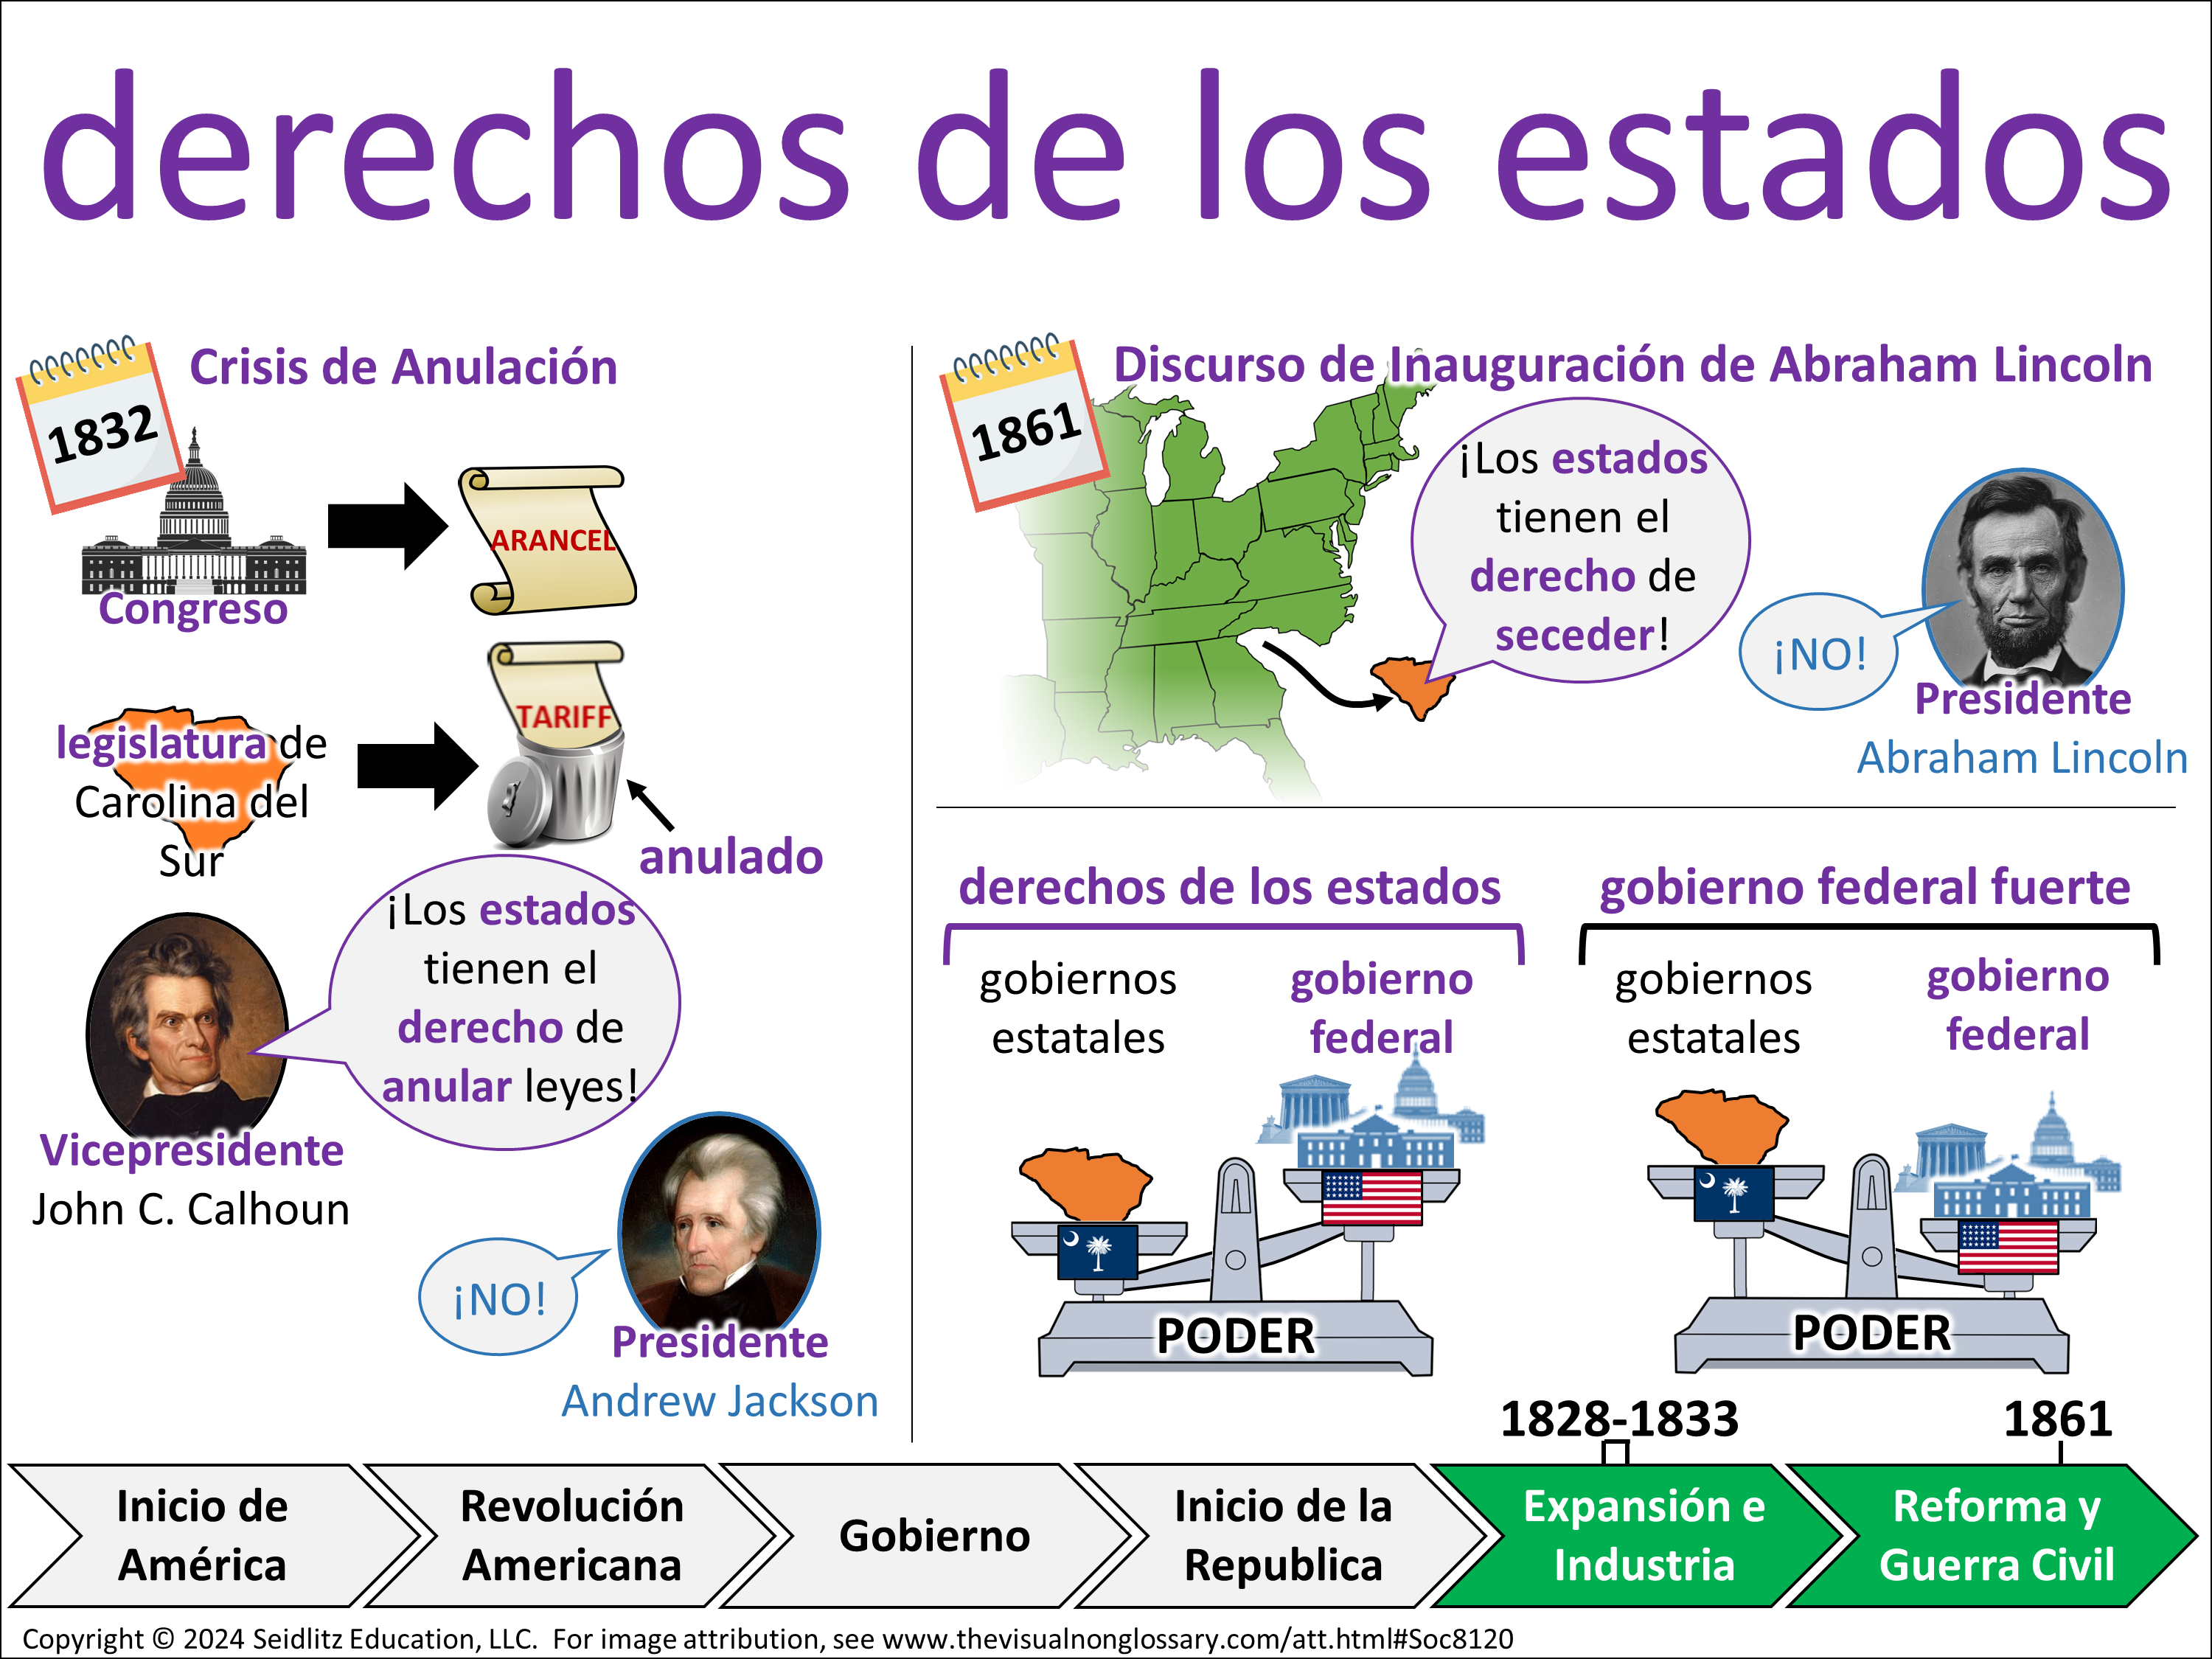 derechos de los estados
1832
Crisis de Anulación
Congreso
ARANCEL
legislatura de
Carolina del
Sur
TARIFF
anulado
¡Los estados
tienen el
derecho de
anular leyes!
Vicepresidente
John C. Calhoun
¡NO!
Presidente
Andrew Jackson
1861
Discurso de Inauguración de Abraham Lincoln
¡Los estados
tienen el
derecho de
seceder!
¡NO!
Presidente
Abraham Lincoln
derechos de los estados
gobiernos
estatales
gobierno
federal
PODER
gobierno federal fuerte
gobiernos
estatales
gobierno
federal
PODER
1828-1833
1861
Inicio de
América
Revolución
Americana
Gobierno
Inicio de la
Republica
Expansión e
Industria
Reforma y
Guerra Civil
Copyright © 2024 Seidlitz Education, LLC.  For image attribution, see www.thevisualnonglossary.com/att.html#Soc8120